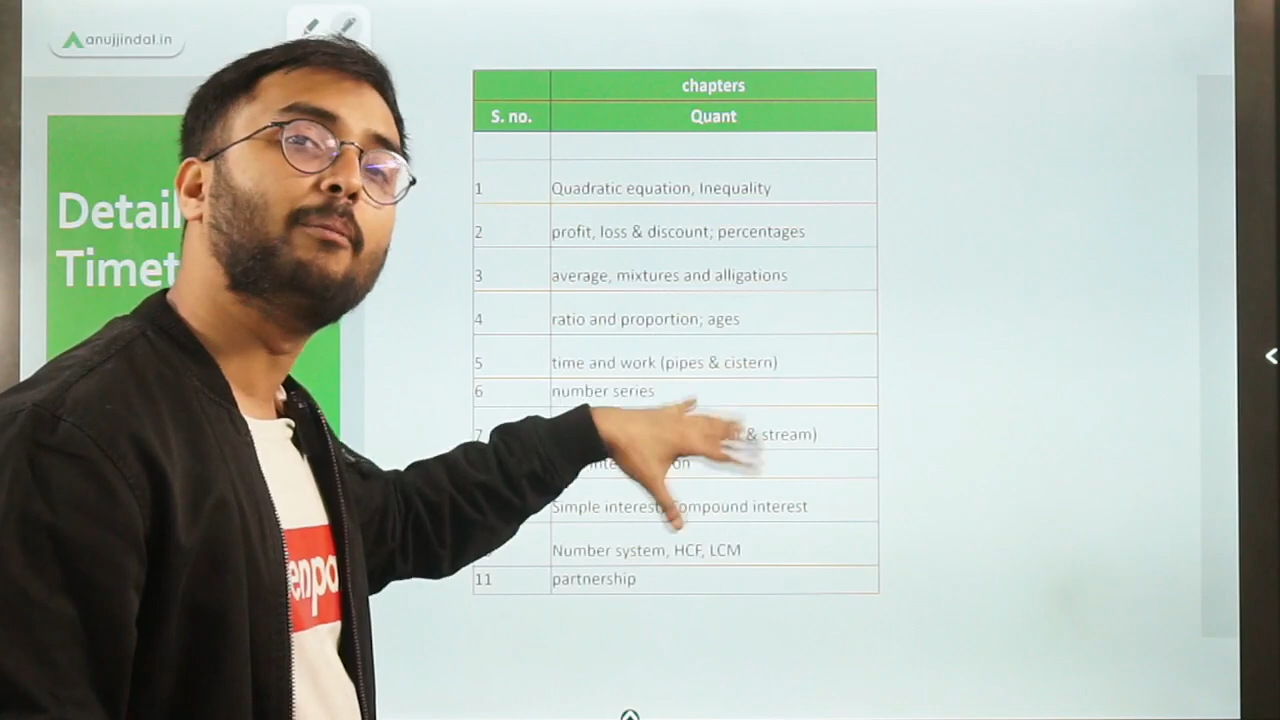 anujjindal.in
Detail
Timet
chapters
S. no.
Quant
1
Quadratic equation, Inequality
2
profit, loss & discount; percentages
3
average, mixtures and alligations
4
ratio and proportion; ages
5
time and work (pipes & cistern)
6
number series
7
& stream)
Simple interest, Compound interest
Number system, HCF, LCM
11
partnership
enpo